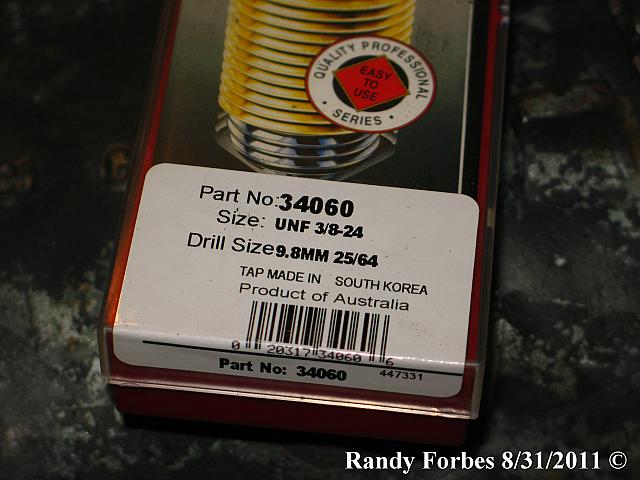 QUALITY PROFESSIONAL
EASY
TO
USE
• SERIES •
Part No: 34060
Size: UNF 3/8-24
Drill Size 9.8MM 25/64
TAP MADE IN SOUTH KOREA
Product of Australia
0 20317 34060 6
Part No: 34060
447331
Randy Forbes 8/31/2011 ©